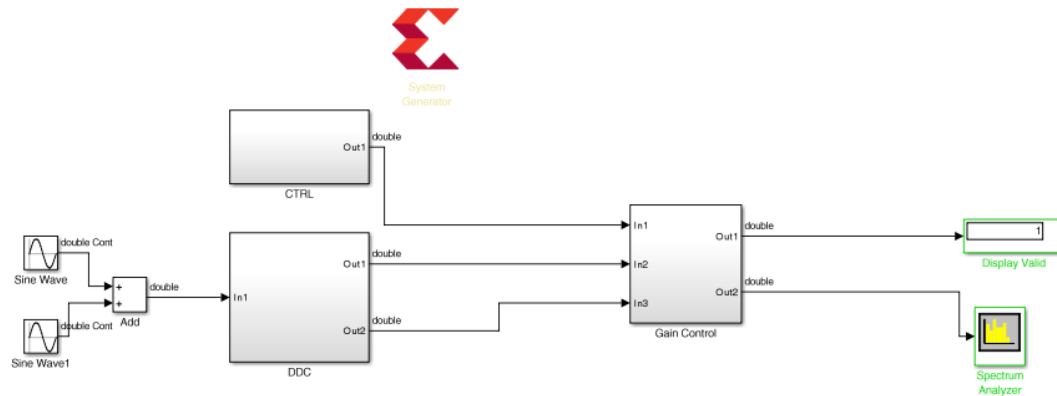 System
Generator
double
Out1
CTRL
double Cont
Sine Wave
double
Add
double Cont
Sine Wave1
In1
Out1
double
Out2
double
DDC
In1
In2
In3
Out1
double
Out2
double
Gain Control
1
Display Valid
Spectrum
Analyzer